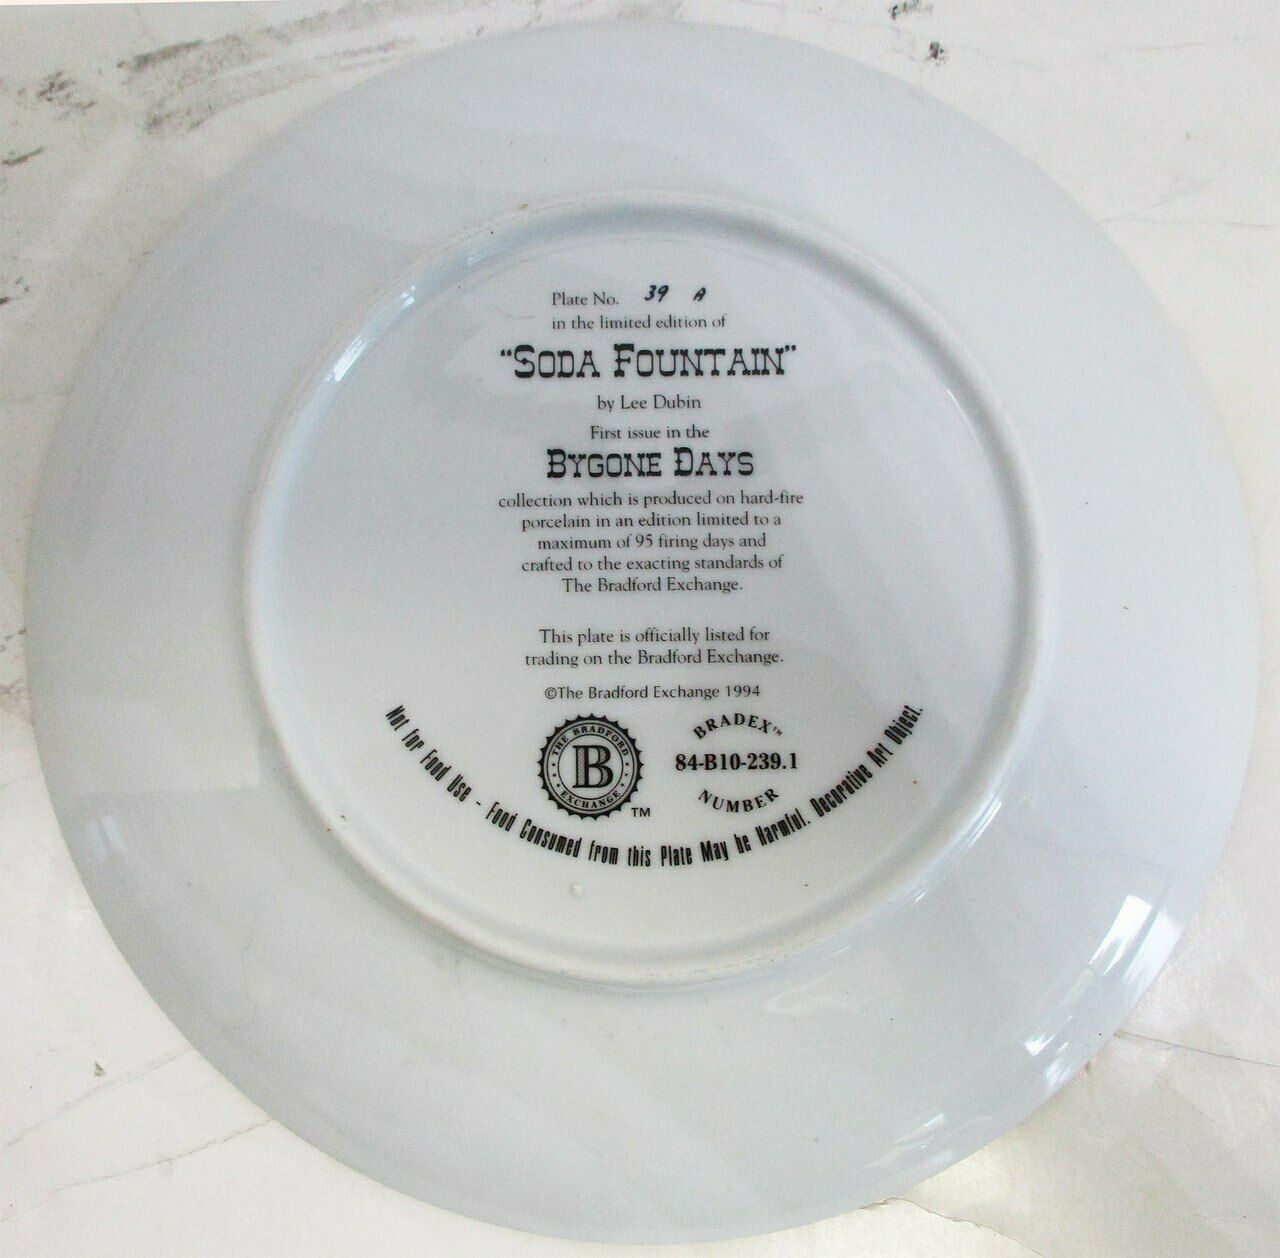 Plate No. 39 A
in the limited edition of
"SODA FOUNTAIN"
by Lee Dubin
First issue in the
BYGONE DAYS
collection which is produced on hard-fire
porcelain in an edition limited to a
maximum of 95 firing days and
crafted to the exacting standards of
The Bradford Exchange.
This plate is officially listed for
trading on the Bradford Exchange.
©The Bradford Exchange 1994
THE BRADFORD
B
EXCHANGE
TM
BRADEX™
84-B10-239.1
NUMBER
Not for Food Use - Food Consumed from this Plate May be Harmful. Decorative Art Object.